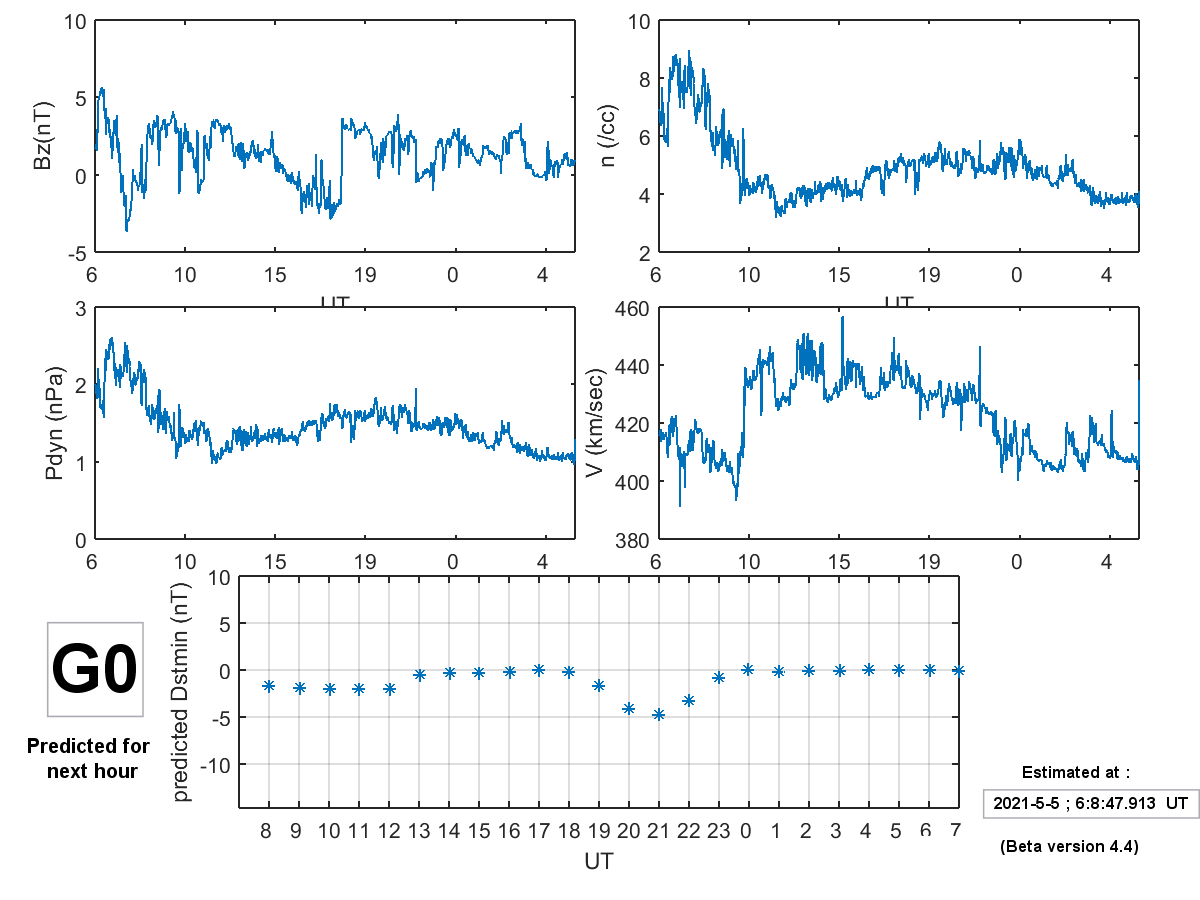 Bz(nT)
10
5
0
-5
6 10 15 19 0 4
UT
n (/cc)
10
8
6
4
2
6 10 15 19 0 4
UT
Pdyn (nPa)
3
2
1
0
6 10 15 19 0 4
V (km/sec)
460
440
420
400
380
6 10 15 19 0 4
G0
Predicted for
next hour
predicted Dstmin (nT)
10
5
0
-5
-10
8 9 10 11 12 13 14 15 16 17 18 19 20 21 22 23 0 1 2 3 4 5 6 7
UT
Estimated at :
2021-5-5 ; 6:8:47.913 UT
(Beta version 4.4)